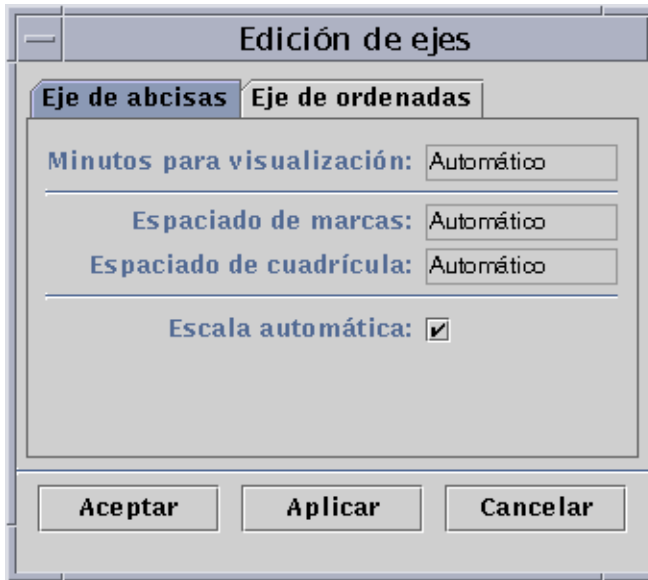 Edición de ejes
Eje de abcisas Eje de ordenadas
Minutos para visualización: Automático
Espaciado de marcas: Automático
Espaciado de cuadrícula: Automático
Escala automática:
Aceptar Aplicar Cancelar